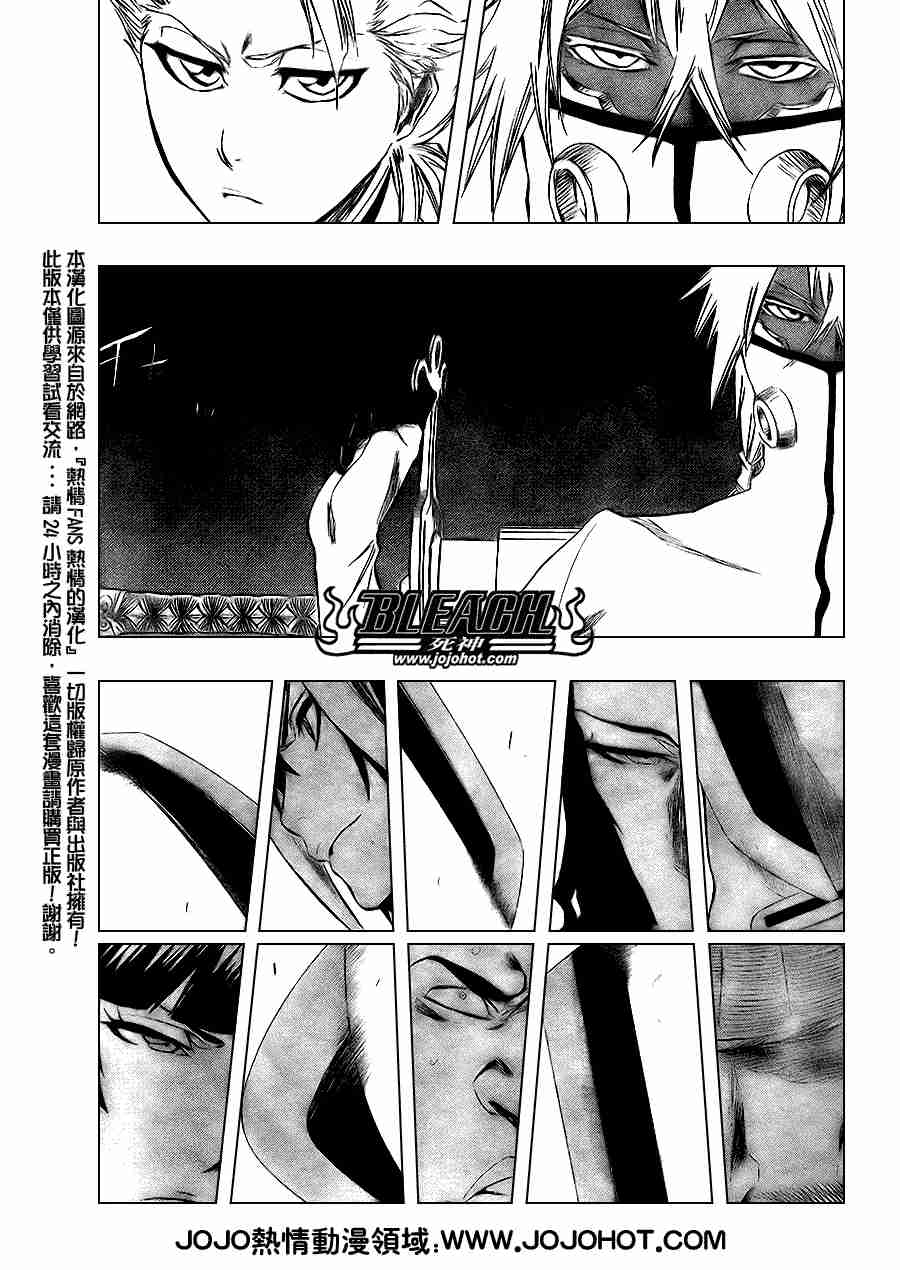 本漢化圖源來自於網路，『熱情FANS 熱情的漢化』一切版權歸原作者與出版社擁有！
此版本僅供學習試看交流…請 24 小時之內消除，喜歡這套漫畫請購買正版！謝謝。
BLEACH
死神
www.jojohot.com
JOJO熱情動漫領域:WWW.JOJOHOT.COM